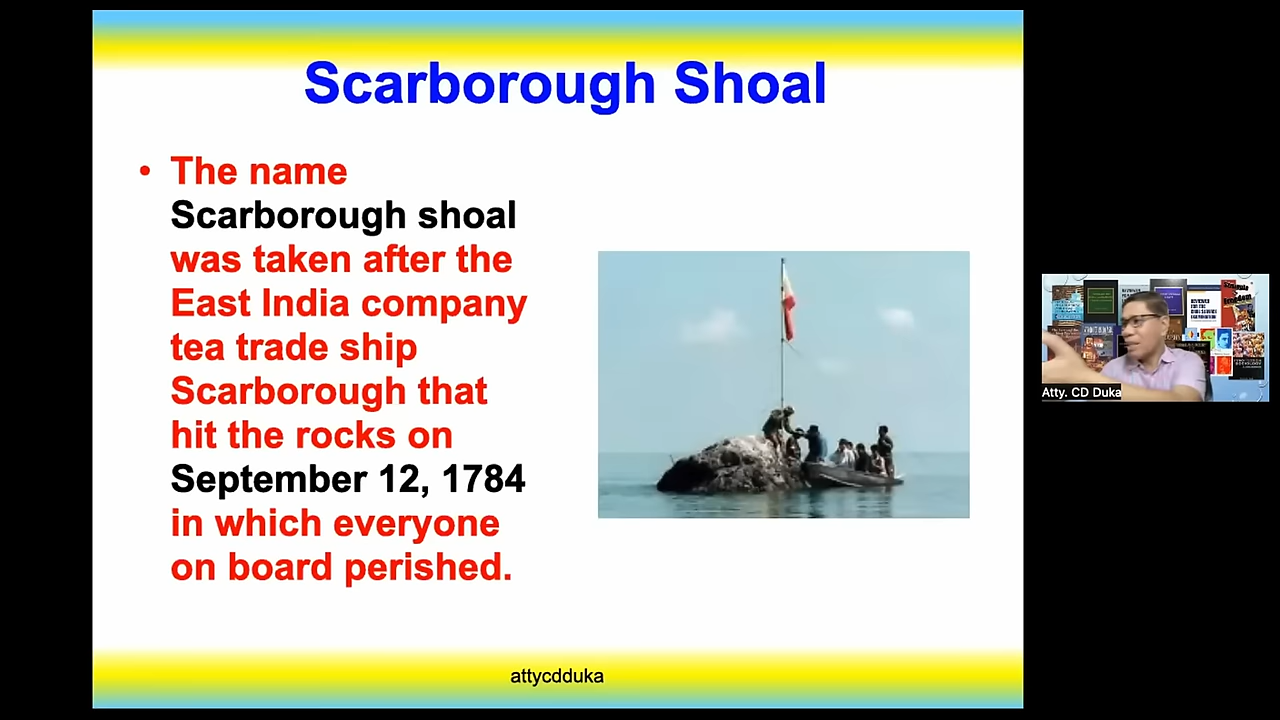 Scarborough Shoal
• The name
Scarborough shoal
was taken after the
East India company
tea trade ship
Scarborough that
hit the rocks on
September 12, 1784
in which everyone
on board perished.
attycdduka
Atty. CD Duka